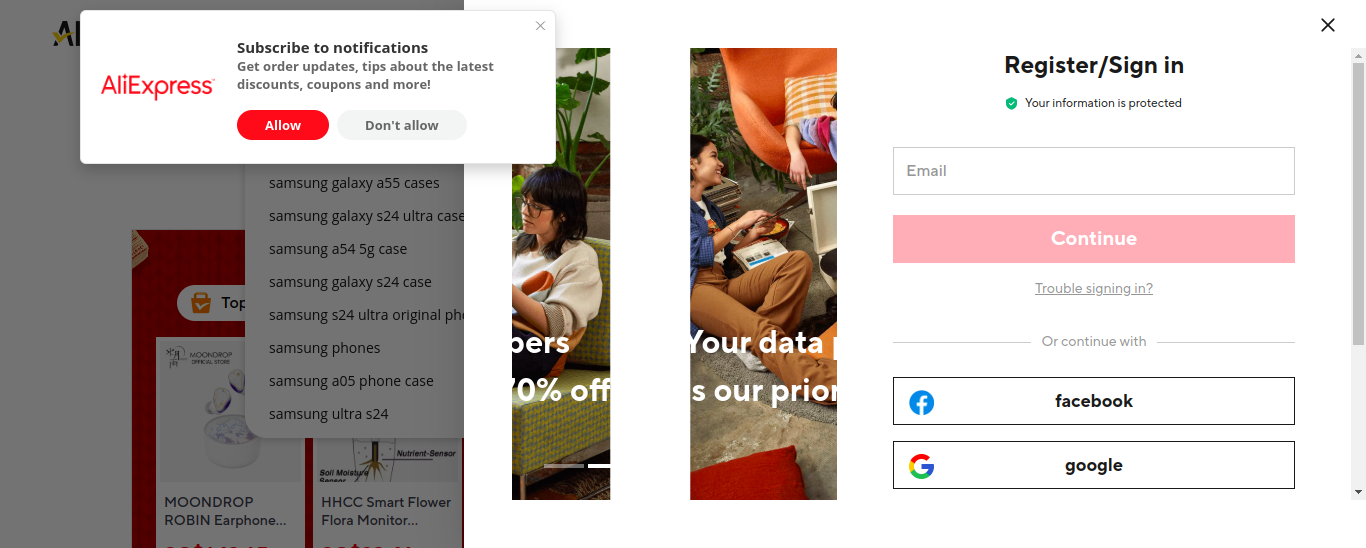 Subscribe to notifications
Get order updates, tips about the latest
discounts, coupons and more!
AliExpress
Allow
Don't allow
samsung galaxy a55 cases
samsung galaxy s24 ultra case
samsung a54 5g case
samsung galaxy s24 case
samsung s24 ultra original pho
samsung phones
samsung a05 phone case
samsung ultra s24
Top
MOONDROP
OFFICIAL STORE
Nutrient-Sensor
Soil Moisture
MOONDROP
ROBIN Earphone...
HHCC Smart Flower
Flora Monitor...
bers
70% off
Your data p
s our prior
Register/Sign in
Your information is protected
Email
Continue
Trouble signing in?
Or continue with
facebook
google